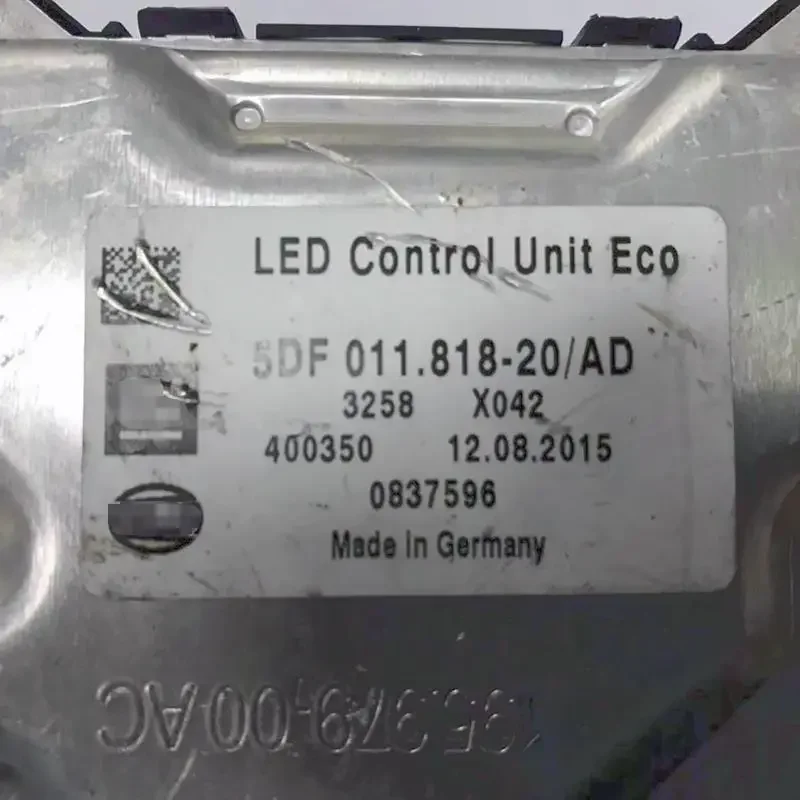 LED Control Unit Eco
5DF 011.818-20/AD
3258 X042
400350 12.08.2015
0837596
Made in Germany